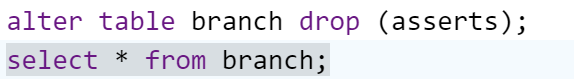 alter table branch drop (asserts);
select * from branch;